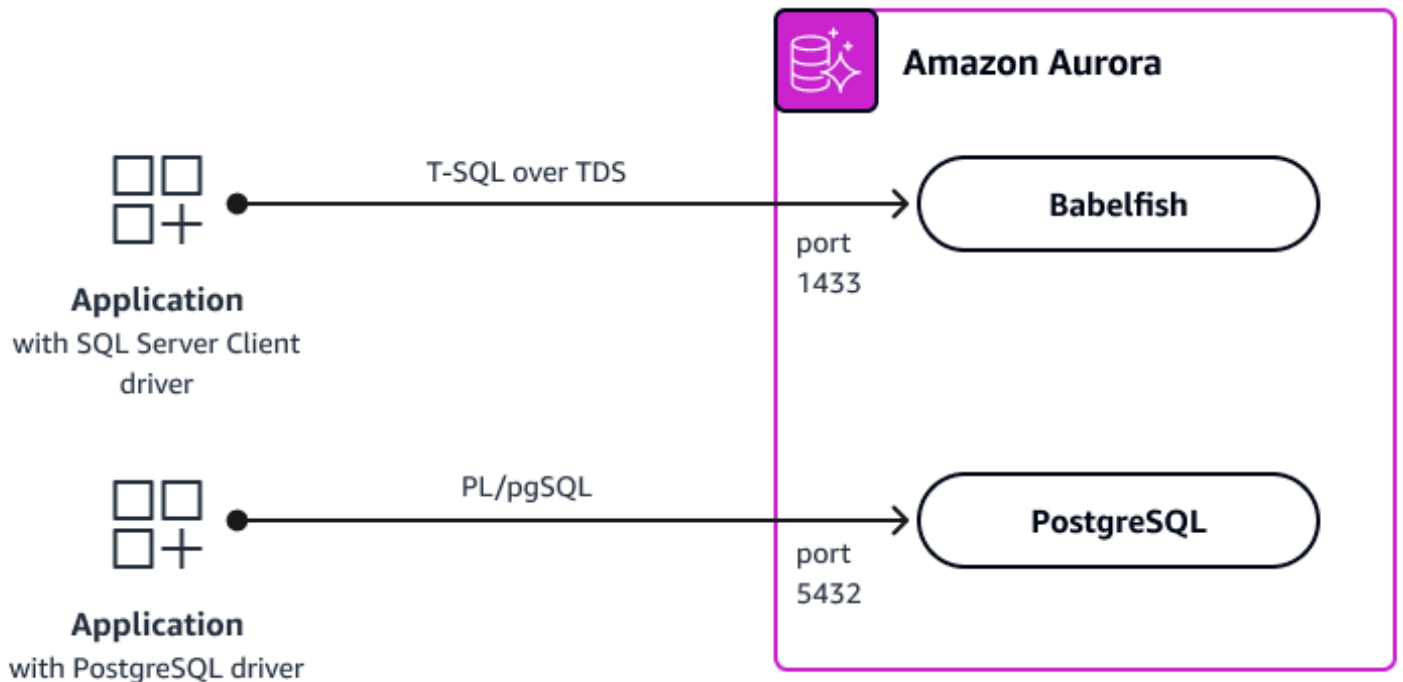 Amazon Aurora
T-SQL over TDS
Babelfish
port
1433
Application
with SQL Server Client
driver
PL/pgSQL
PostgreSQL
port
5432
Application
with PostgreSQL driver